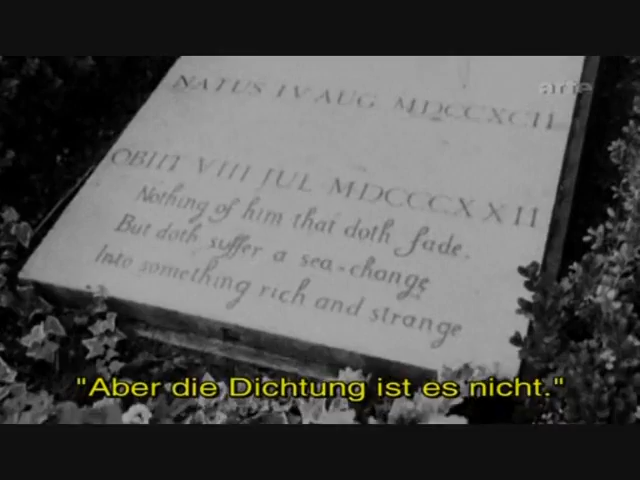 arte
NATUS IV AUG MDCCXCII
OBIIT VIII JUL MDCCCXXII
Nothing of him that doth fade,
But doth suffer a sea-change
Into something rich and strange
"Aber die Dichtung ist es nicht."